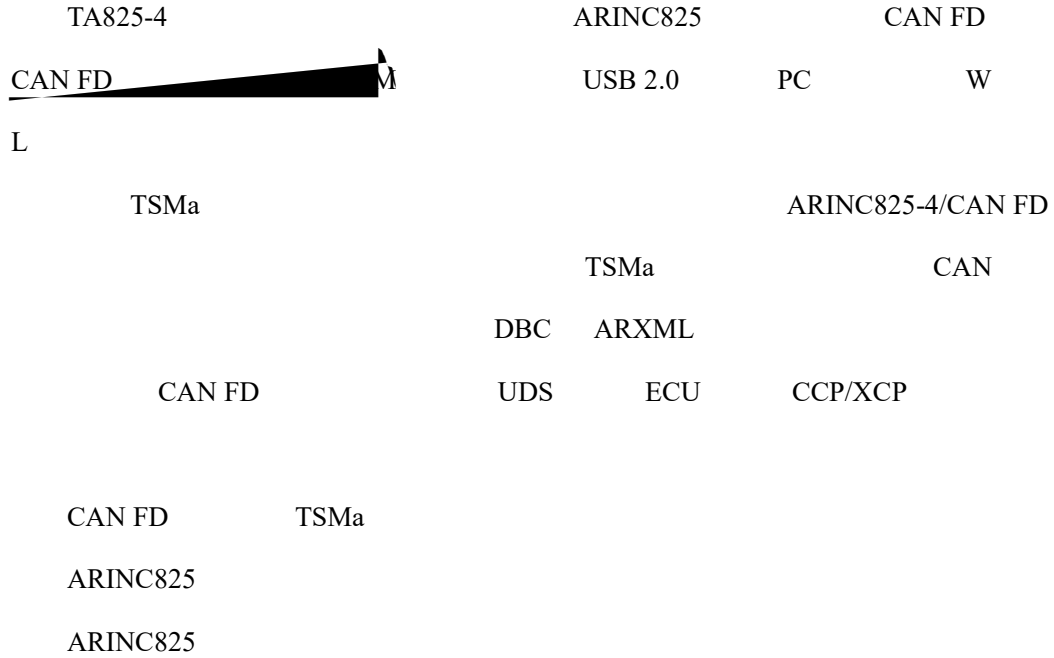 TA825-4 ARINC825 CAN FD
CAN FD USB 2.0 PC W
L
TSMa ARINC825-4/CAN FD
TSMa CAN
DBC ARXML
CAN FD UDS ECU CCP/XCP
CAN FD TSMa
ARINC825
ARINC825